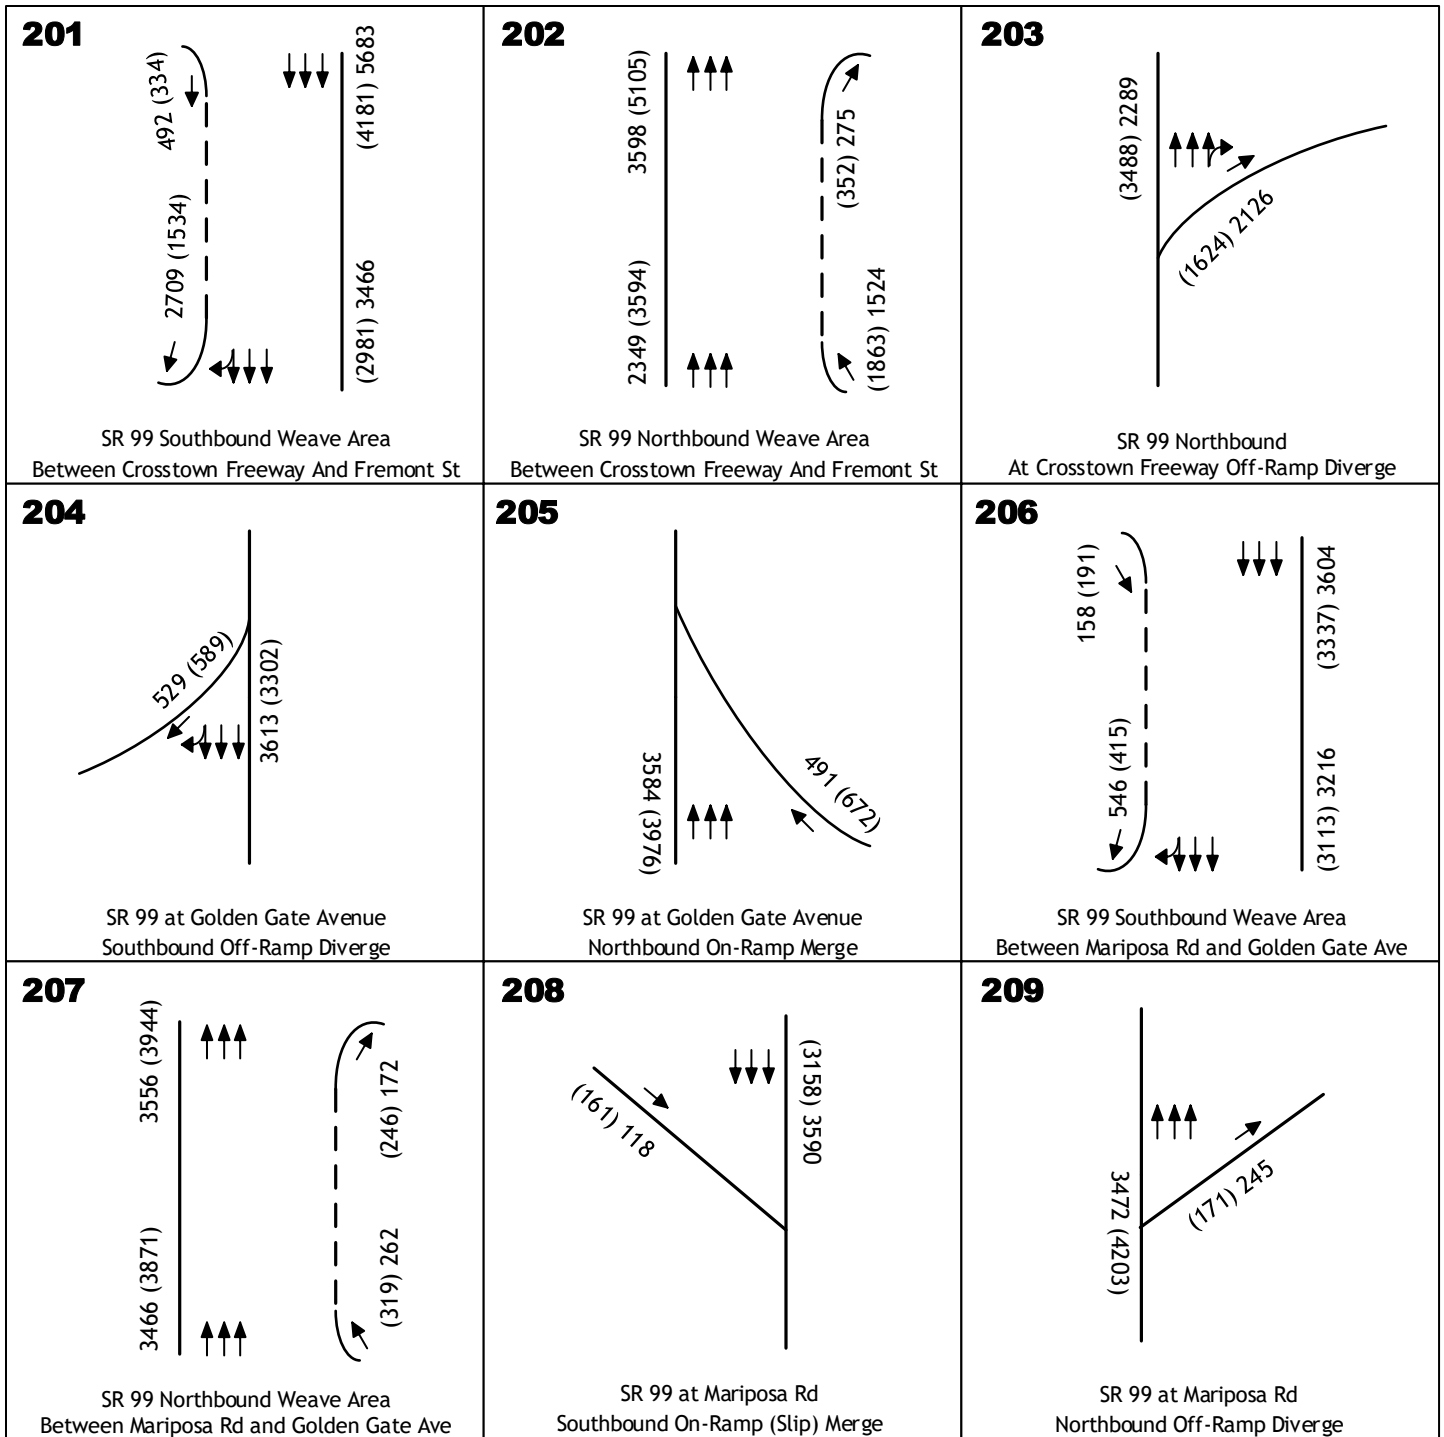 201
492 (334)
(4181) 5683
2709 (1534)
(2981) 3466
SR 99 Southbound Weave Area
Between Crosstown Freeway And Fremont St
202
3598 (5105)
(352) 275
2349 (3594)
(1863) 1524
SR 99 Northbound Weave Area
Between Crosstown Freeway And Fremont St
203
(3488) 2289
(1624) 2126
SR 99 Northbound
At Crosstown Freeway Off-Ramp Diverge
204
529 (589)
3613 (3302)
SR 99 at Golden Gate Avenue
Southbound Off-Ramp Diverge
205
3584 (3976)
491 (672)
SR 99 at Golden Gate Avenue
Northbound On-Ramp Merge
206
158 (191)
(3337) 3604
546 (415)
(3113) 3216
SR 99 Southbound Weave Area
Between Mariposa Rd and Golden Gate Ave
207
3556 (3944)
(246) 172
3466 (3871)
(319) 262
SR 99 Northbound Weave Area
Between Mariposa Rd and Golden Gate Ave
208
(161) 118
(3158) 3590
SR 99 at Mariposa Rd
Southbound On-Ramp (Slip) Merge
209
3472 (4203)
(171) 245
SR 99 at Mariposa Rd
Northbound Off-Ramp Diverge